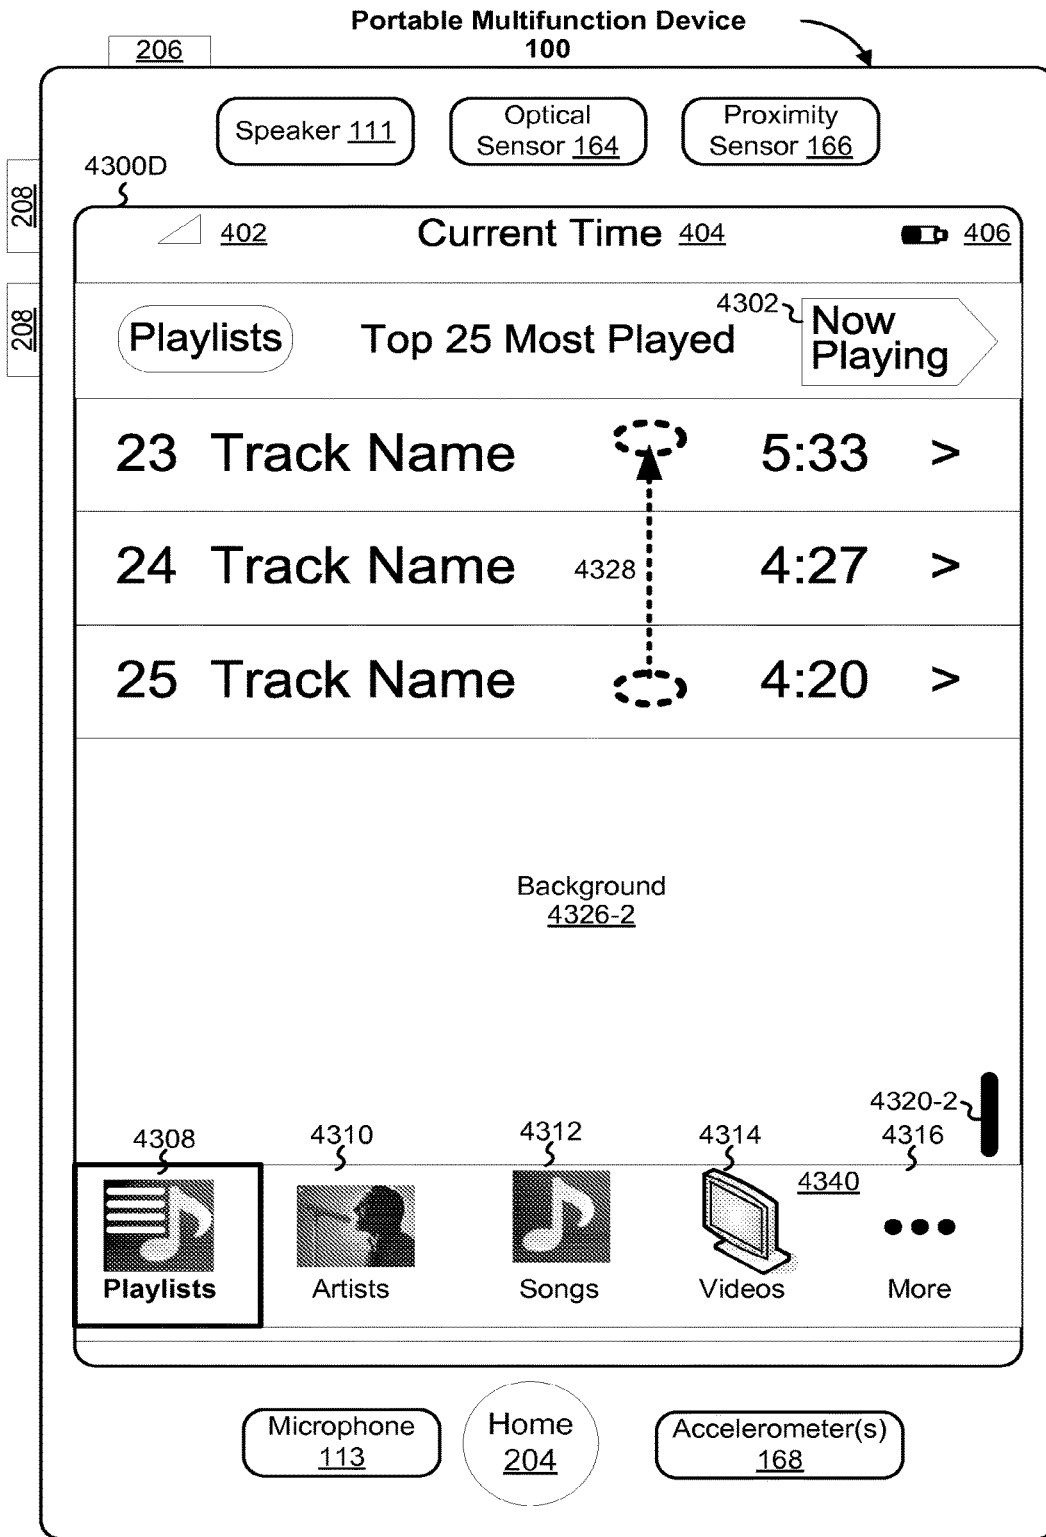 Portable Multifunction Device
100
206
Speaker 111
Optical
Sensor 164
Proximity
Sensor 166
4300D
208
208
402
Current Time 404
406
Playlists
Top 25 Most Played
4302
Now
Playing
23 Track Name 5:33 >
24 Track Name 4328 4:27 >
25 Track Name 4:20 >
Background
4326-2
4320-2
4308
4310
4312
4314
4316
4340
Playlists
Artists
Songs
Videos
More
Microphone
113
Home
204
Accelerometer(s)
168